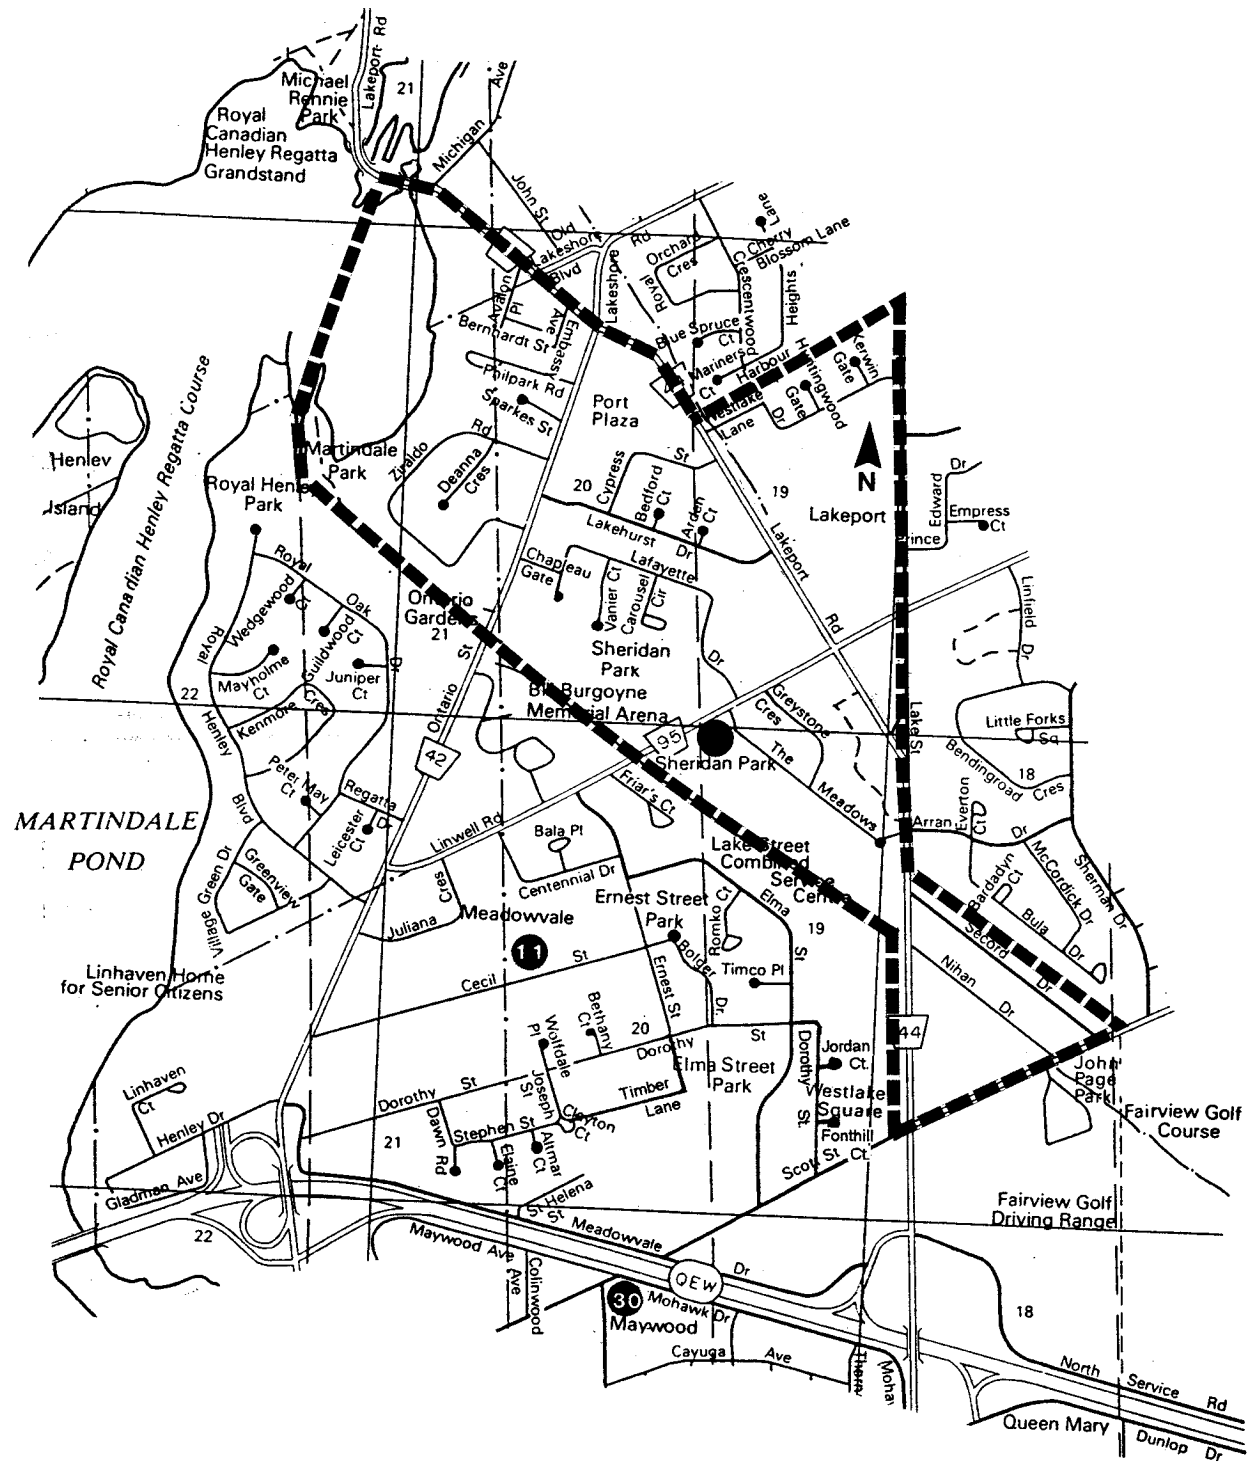 Lakeport Rd
21
Ave
Michael
Rennie
Park
Royal
Canadian
Henley Regatta
Grandstand
Michigan
John St
Old
Lakeshore
Rd
Blvd
Lakeshore
Royal
Orchard
Cres
Crescentwood
Cherry
Lane
Blossom Lane
Heights
Avalon
Pl
Ave
Embassy
Bernhardt St
Philpark Rd
Sparkes St
Blue Spruce
Ct
Mariners
Ct
Harbour
Huntingwood
Gate
Kerwin
Gate
Westlake
Lane
Dr
Port
Plaza
Henley
Island
Royal Canadian Henley Regatta Course
Martindale
Park
Royal Henley
Park
Ziraldo
Rd
Deanna
Cres
20
Cypress
St
Bedford
Ct
Arden
Ct
Lakehurst
Dr
19
N
Lakeport
Lakeport
Rd
Dr
Edward
Empress
Ct
Prince
Royal
Oak
Dr
Wedgewood
Ct
Guildwood
Ct
Royal
Henley
Blvd
Mayholme
Ct
Juniper
Ct
Kenmore
Cres
22
Ontario
Gardens
21
Ontario
St
Chapleau
Gate
Vanier Ct
Carousel
Cir
Lafayette
Dr
Sheridan
Park
Linfield
Dr
Bill Burgoyne
Memorial Arena
95
42
Sheridan Park
Greystone
Cres
The
Meadows
Lake St
Little Forks
Sq
Bendingroad
Cres
18
Peter May
Ct
Regatta
Dr
Leicester
Ct
MARTINDALE
POND
Linwell Rd
Friar's Ct
Bala Pl
Centennial Dr
Arran
Dr
Everton
Ct
Village
Green Dr
Greenview
Gate
Cres
Juliana
Meadowvale
11
Lake Street
Combined
Service
Centre
Ernest Street
Park
Romko Ct
Elma
St
19
Bardadyn
Ct
McCordick Dr
Sherman
Dr
Bula
Dr
Secord
Dr
Nihan
Dr
Linhaven Home
for Senior Citizens
Cecil
St
Ernest St
Bolder
Dr.
Timco Pl
Bethany
Ct
Wolfdale
Pl
20
Dorothy
St
44
Elma Street
Park
Dorothy
St.
Jordan
Ct.
Westlake
Square
Fonthill
Ct.
Linhaven
Ct
Henley Dr
Dorothy
St
Joseph
St
Timber
Lane
Clayton
Ct
Stephen St
Dawn Rd
Elaine
Ct
Altmar
Ct
21
John
Page
Park
Fairview Golf
Course
Scott St
Gladman Ave
22
St Helena
St
Meadowvale
Dr
Maywood Ave
Ave
Colinwood
QEW
30
Mohawk Dr
Maywood
Cayuga
Ave
Fairview Golf
Driving Range
18
North
Service
Rd
Queen Mary
Dunlop
Dr